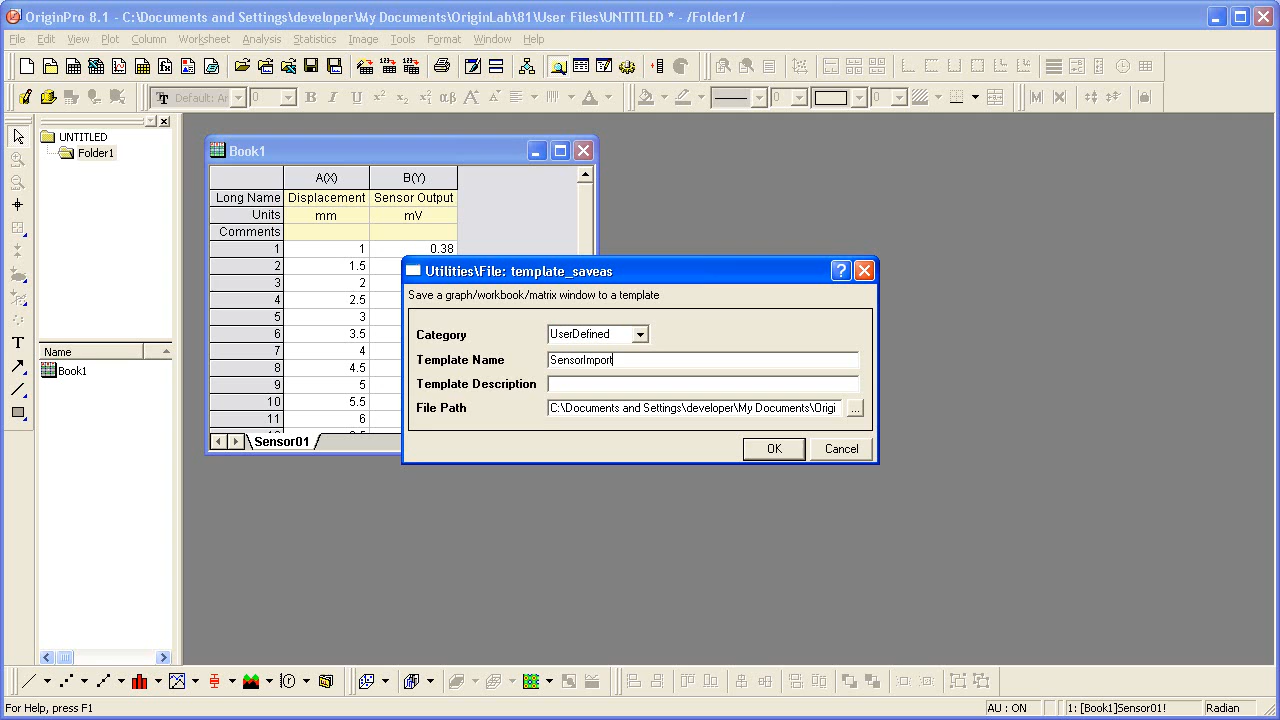 OriginPro 8.1 - C:\Documents and Settings\developer\My Documents\OriginLab\81\User Files\UNTITLED * - /Folder1/
File Edit View Plot Column Worksheet Analysis Statistics Image Tools Format Window Help
Default: Ar 0 B I U x² x₂ αβ A A A 0 0
UNTITLED
Folder1
Name
Book1
Book1
A(X) B(Y)
Long Name Displacement Sensor Output
Units mm mV
Comments
1 1 0.38
2 1.5
3 2
4 2.5
5 3
6 3.5
7 4
8 4.5
9 5
10 5.5
11 6
Sensor01
Utilities\File: template_saveas
Save a graph/workbook/matrix window to a template
Category UserDefined
Template Name SensorImport
Template Description
File Path C:\Documents and Settings\developer\My Documents\Origi ...
OK Cancel
For Help, press F1 AU : ON 1: [Book1]Sensor01! Radian